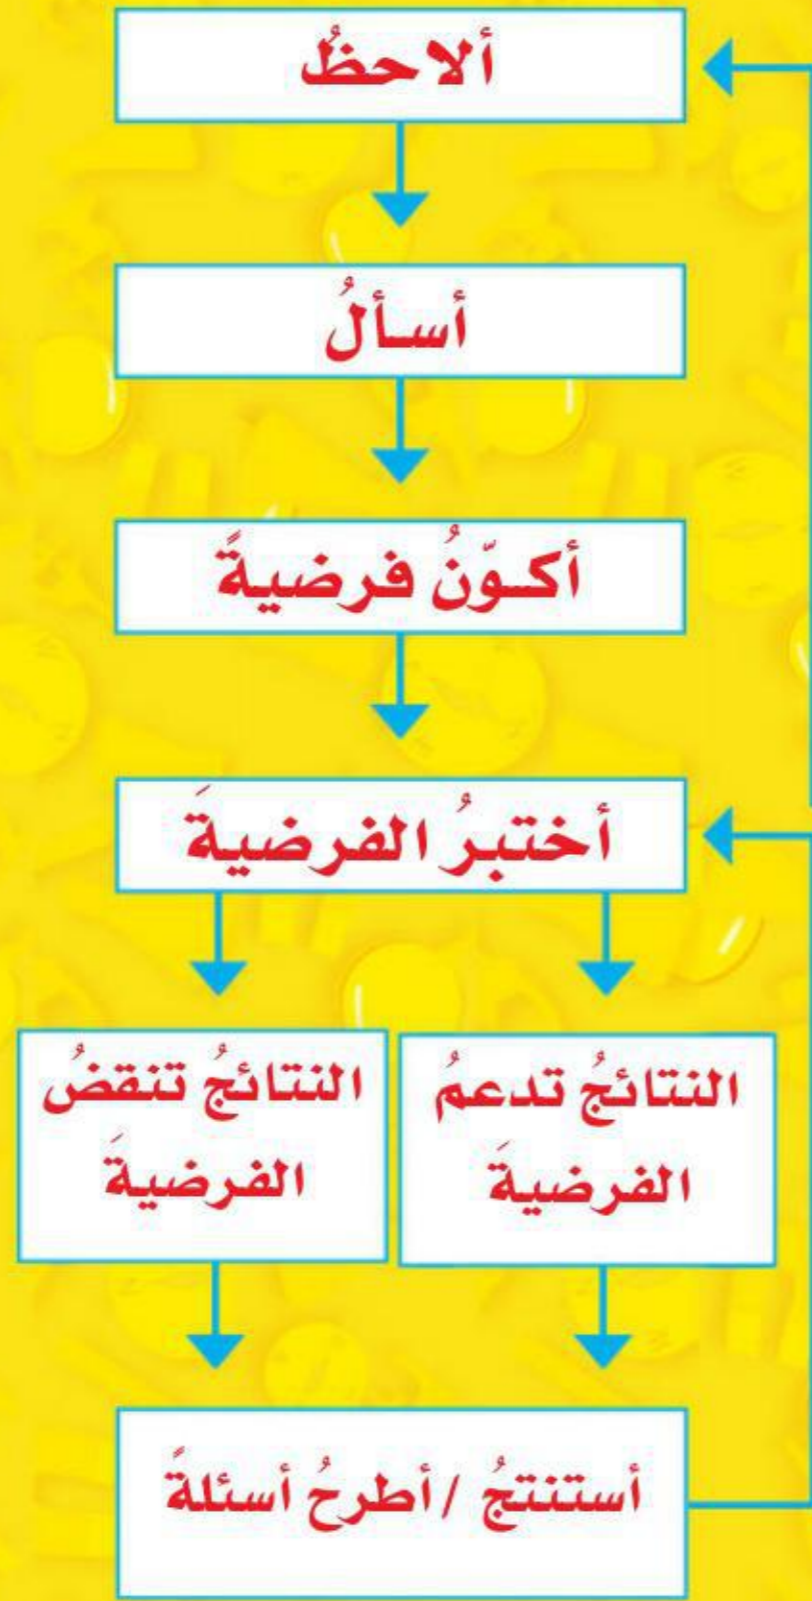 ألاحظُ
أسألُ
أكوّنُ فرضيةً
أختبرُ الفرضيةَ
النتائجُ تدعمُ
الفرضيةَ
النتائجُ تنقضُ
الفرضيةَ
أستنتجُ / أطرحُ أسئلةً